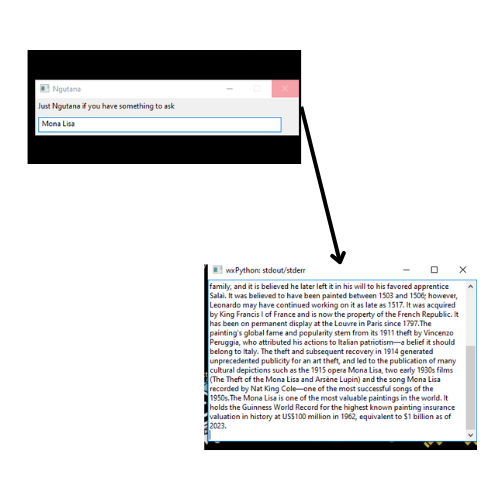 Ngutana
Just Ngutana if you have something to ask
Mona Lisa
wxPython: stdout/stderr
family, and it is believed he later left it in his will to his favored apprentice
Salaì. It was believed to have been painted between 1503 and 1506; however,
Leonardo may have continued working on it as late as 1517. It was acquired
by King Francis I of France and is now the property of the French Republic. It
has been on permanent display at the Louvre in Paris since 1797.The
painting's global fame and popularity stem from its 1911 theft by Vincenzo
Peruggia, who attributed his actions to Italian patriotism—a belief it should
belong to Italy. The theft and subsequent recovery in 1914 generated
unprecedented publicity for an art theft, and led to the publication of many
cultural depictions such as the 1915 opera Mona Lisa, two early 1930s films
(The Theft of the Mona Lisa and Arsène Lupin) and the song Mona Lisa
recorded by Nat King Cole—one of the most successful songs of the
1950s.The Mona Lisa is one of the most valuable paintings in the world. It
holds the Guinness World Record for the highest known painting insurance
valuation in history at US$100 million in 1962, equivalent to $1 billion as of
2023.